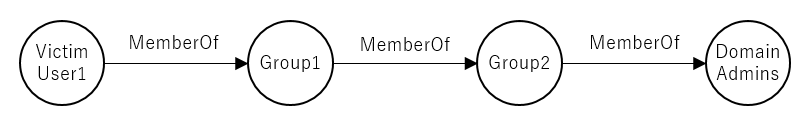 Victim
User1
MemberOf
Group1
MemberOf
Group2
MemberOf
Domain
Admins